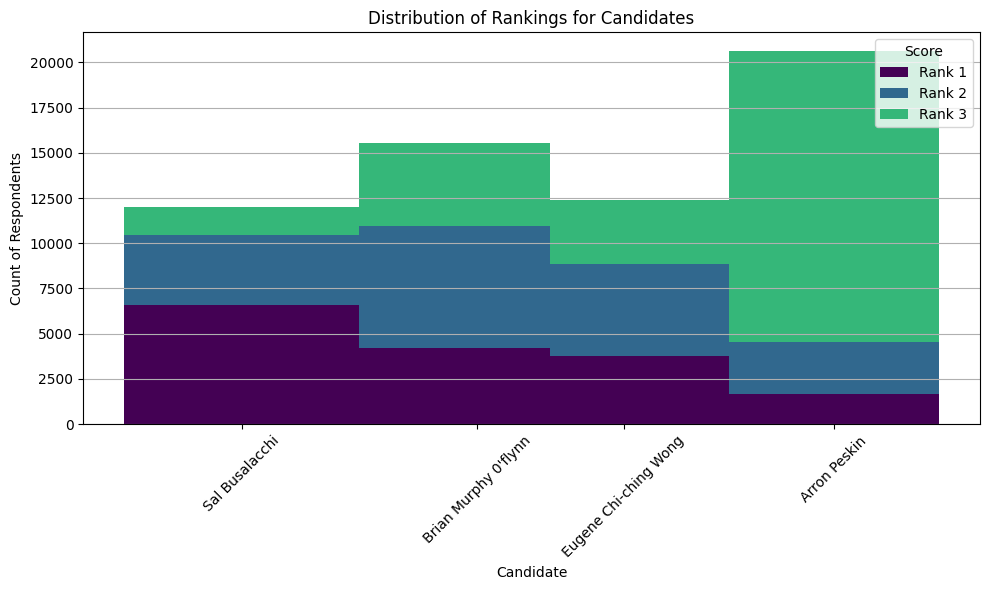 Distribution of Rankings for Candidates
Score
Rank 1
Rank 2
Rank 3
Count of Respondents
20000
17500
15000
12500
10000
7500
5000
2500
0
Sal Busalacchi
Brian Murphy 0'flynn
Eugene Chi-ching Wong
Arron Peskin
Candidate